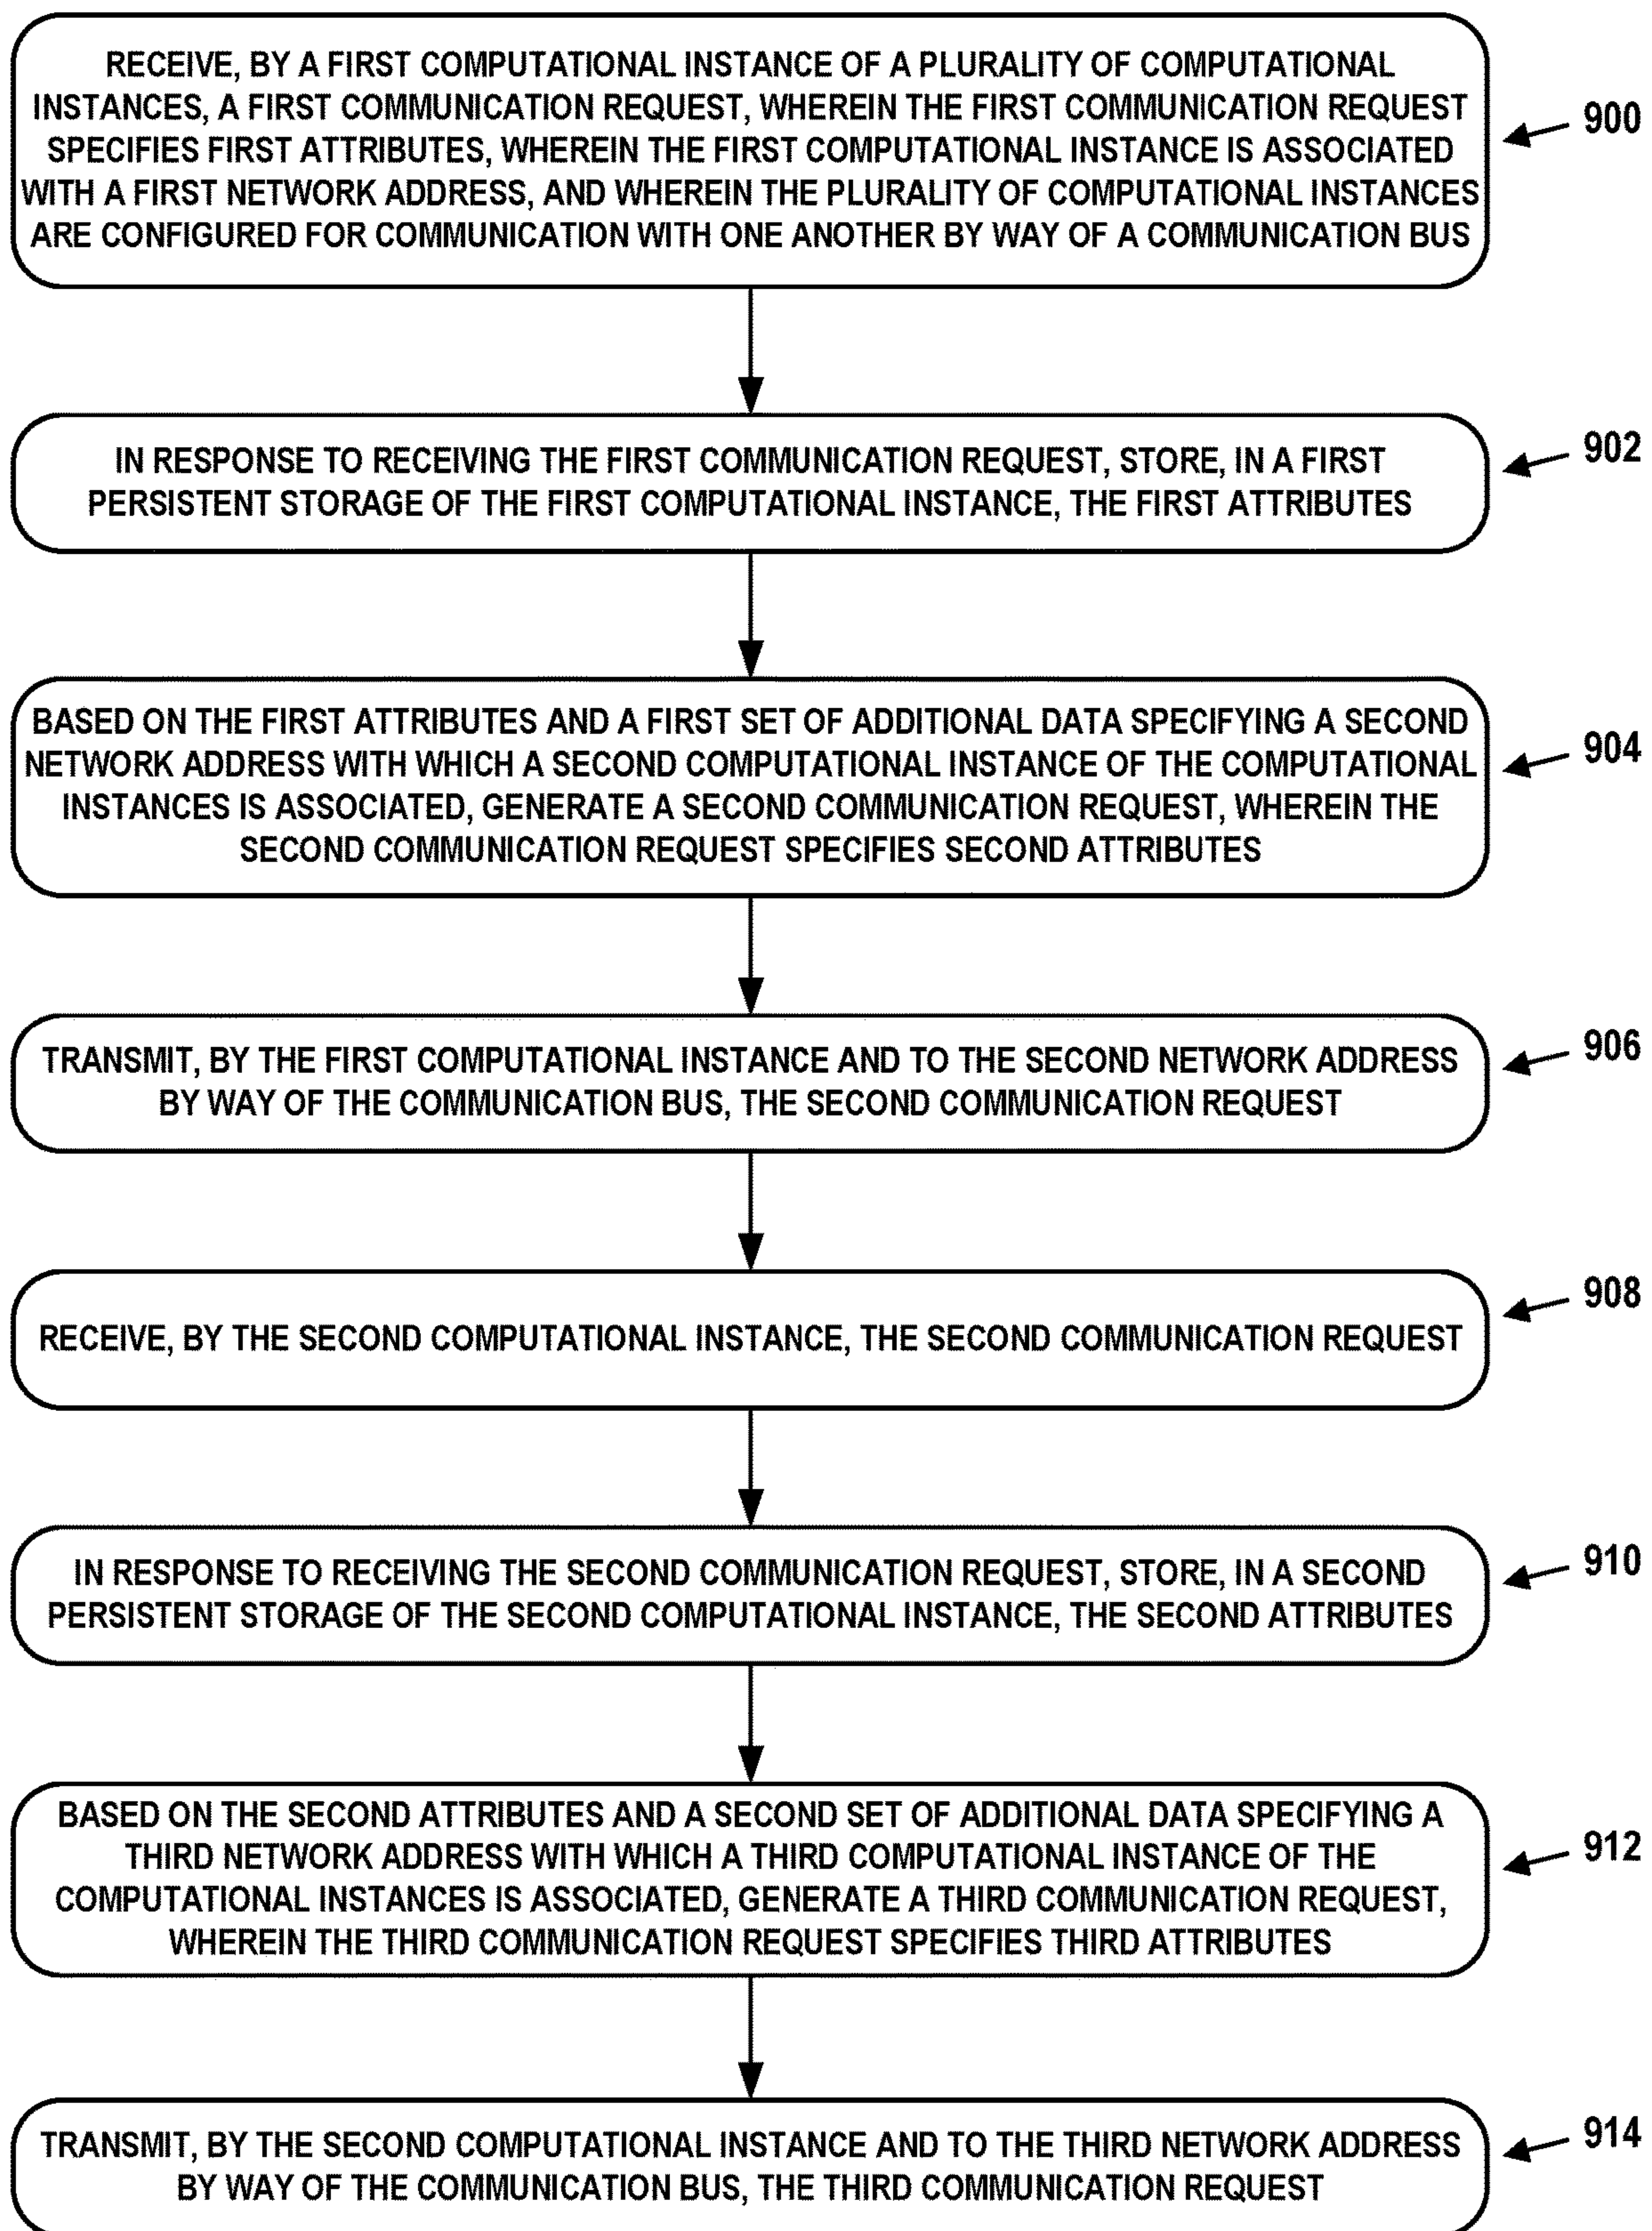 RECEIVE, BY A FIRST COMPUTATIONAL INSTANCE OF A PLURALITY OF COMPUTATIONAL
INSTANCES, A FIRST COMMUNICATION REQUEST, WHEREIN THE FIRST COMMUNICATION REQUEST
SPECIFIES FIRST ATTRIBUTES, WHEREIN THE FIRST COMPUTATIONAL INSTANCE IS ASSOCIATED
WITH A FIRST NETWORK ADDRESS, AND WHEREIN THE PLURALITY OF COMPUTATIONAL INSTANCES
ARE CONFIGURED FOR COMMUNICATION WITH ONE ANOTHER BY WAY OF A COMMUNICATION BUS
900
IN RESPONSE TO RECEIVING THE FIRST COMMUNICATION REQUEST, STORE, IN A FIRST
PERSISTENT STORAGE OF THE FIRST COMPUTATIONAL INSTANCE, THE FIRST ATTRIBUTES
902
BASED ON THE FIRST ATTRIBUTES AND A FIRST SET OF ADDITIONAL DATA SPECIFYING A SECOND
NETWORK ADDRESS WITH WHICH A SECOND COMPUTATIONAL INSTANCE OF THE COMPUTATIONAL
INSTANCES IS ASSOCIATED, GENERATE A SECOND COMMUNICATION REQUEST, WHEREIN THE
SECOND COMMUNICATION REQUEST SPECIFIES SECOND ATTRIBUTES
904
TRANSMIT, BY THE FIRST COMPUTATIONAL INSTANCE AND TO THE SECOND NETWORK ADDRESS
BY WAY OF THE COMMUNICATION BUS, THE SECOND COMMUNICATION REQUEST
906
RECEIVE, BY THE SECOND COMPUTATIONAL INSTANCE, THE SECOND COMMUNICATION REQUEST
908
IN RESPONSE TO RECEIVING THE SECOND COMMUNICATION REQUEST, STORE, IN A SECOND
PERSISTENT STORAGE OF THE SECOND COMPUTATIONAL INSTANCE, THE SECOND ATTRIBUTES
910
BASED ON THE SECOND ATTRIBUTES AND A SECOND SET OF ADDITIONAL DATA SPECIFYING A
THIRD NETWORK ADDRESS WITH WHICH A THIRD COMPUTATIONAL INSTANCE OF THE
COMPUTATIONAL INSTANCES IS ASSOCIATED, GENERATE A THIRD COMMUNICATION REQUEST,
WHEREIN THE THIRD COMMUNICATION REQUEST SPECIFIES THIRD ATTRIBUTES
912
TRANSMIT, BY THE SECOND COMPUTATIONAL INSTANCE AND TO THE THIRD NETWORK ADDRESS
BY WAY OF THE COMMUNICATION BUS, THE THIRD COMMUNICATION REQUEST
914